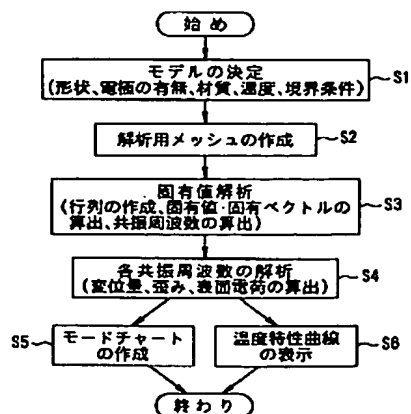 始め
モデルの決定
(形状、電極の有無、材質、温度、境界条件)
S1
解析用メッシュの作成
S2
固有値解析
(行列の作成、固有値・固有ベクトルの
算出、共振周波数の算出)
S3
各共振周波数の解析
(変位量、歪み、表面電荷の算出)
S4
S5
モードチャート
の作成
温度特性曲線
の表示
S6
終わり